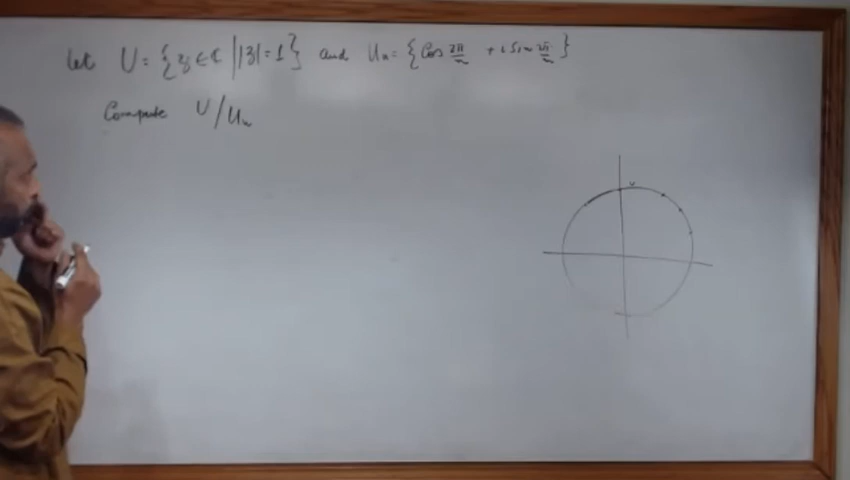 Let U = {z ∈ ℂ | |z| = 1} and Uₙ = {Cos 2π/n + i Sin 2π/n}
Compute U/Uₙ